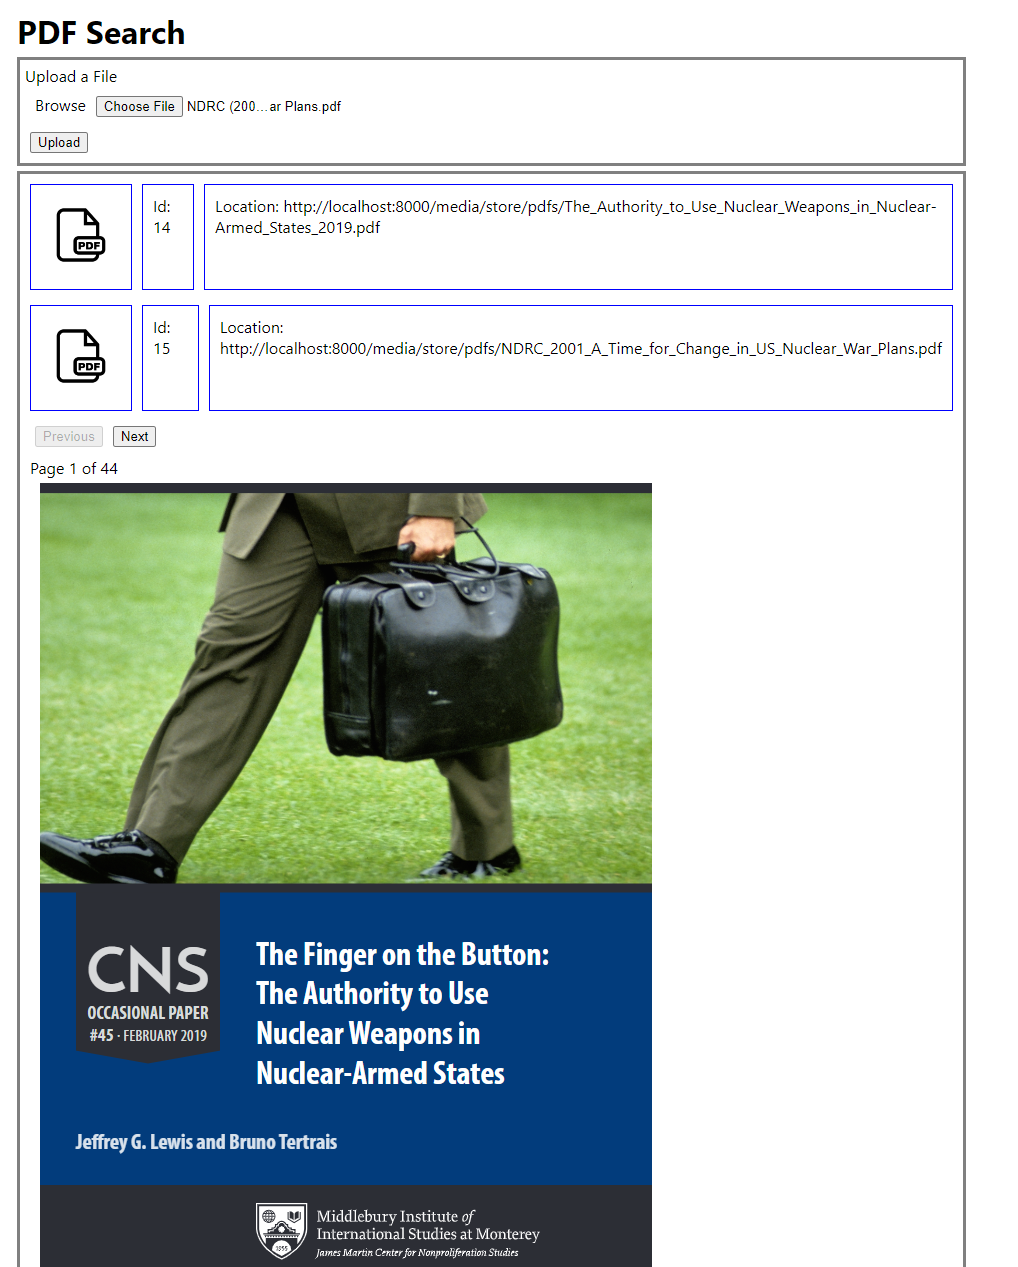 PDF Search
Upload a File
Browse Choose File NDRC (200...ar Plans.pdf
Upload
PDF
Id:
14
Location: http://localhost:8000/media/store/pdfs/The_Authority_to_Use_Nuclear_Weapons_in_Nuclear-
Armed_States_2019.pdf
PDF
Id:
15
Location:
http://localhost:8000/media/store/pdfs/NDRC_2001_A_Time_for_Change_in_US_Nuclear_War_Plans.pdf
Previous Next
Page 1 of 44
CNS
OCCASIONAL PAPER
#45 · FEBRUARY 2019
The Finger on the Button:
The Authority to Use
Nuclear Weapons in
Nuclear-Armed States
Jeffrey G. Lewis and Bruno Tertrais
1955
Middlebury Institute of
International Studies at Monterey
James Martin Center for Nonproliferation Studies